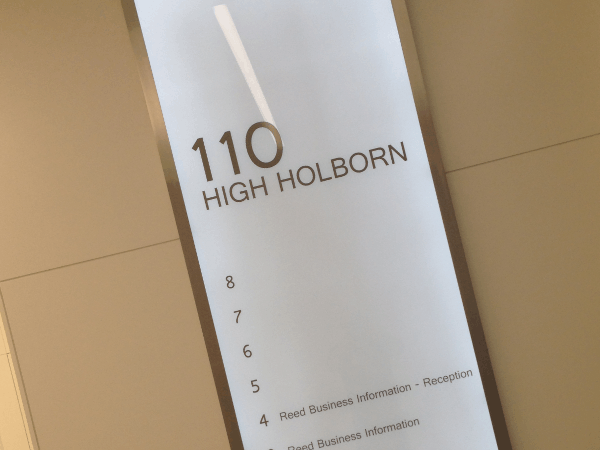 110
HIGH HOLBORN
8
7
6
5
4 Reed Business Information - Reception
Reed Business Information